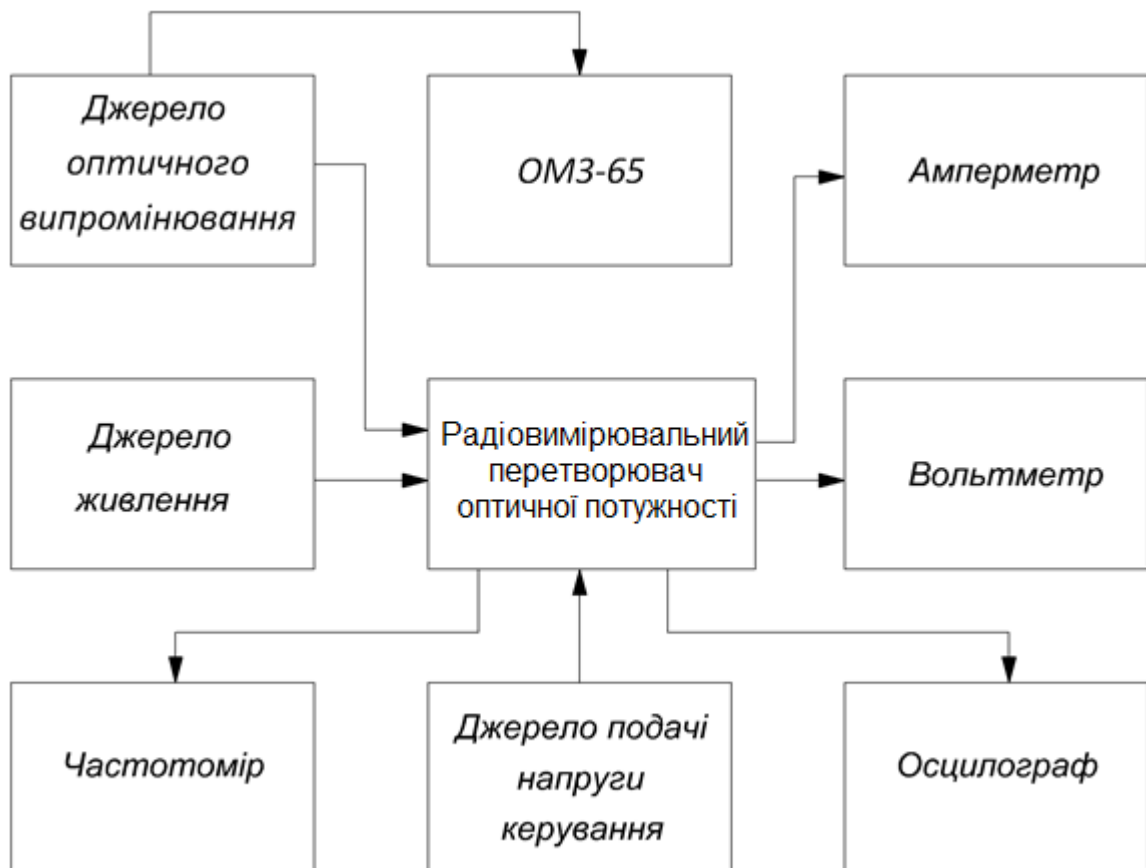 Джерело
оптичного
випромінювання
ОМЗ-65
Амперметр
Джерело
живлення
Радіовимірювальний
перетворювач
оптичної потужності
Вольтметр
Частотомір
Джерело подачі
напруги
керування
Осцилограф